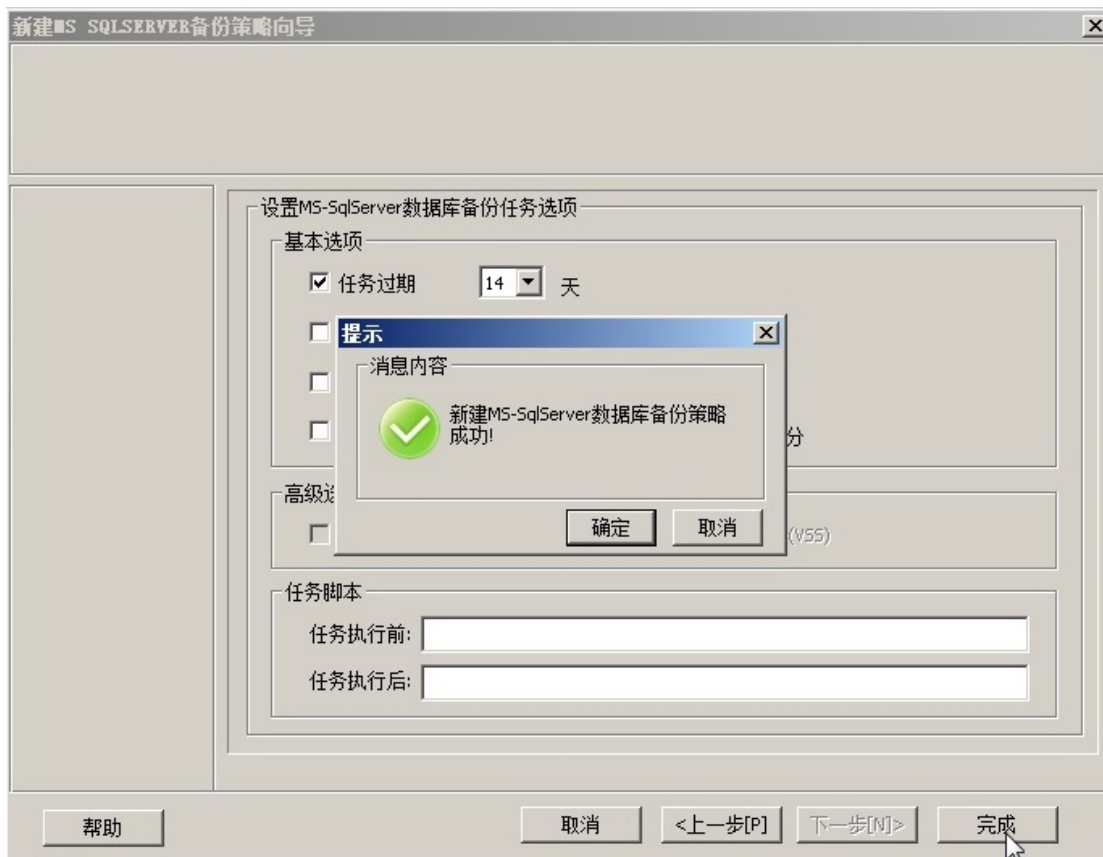 新建MS SQLSERVER备份策略向导
设置MS-SqlServer数据库备份任务选项
基本选项
任务过期 14 天
提示
消息内容
新建MS-SqlServer数据库备份策略
成功!
分
确定 取消
高级选
(VSS)
任务脚本
任务执行前:
任务执行后:
帮助 取消 <上一步[P] 下一步[N]> 完成